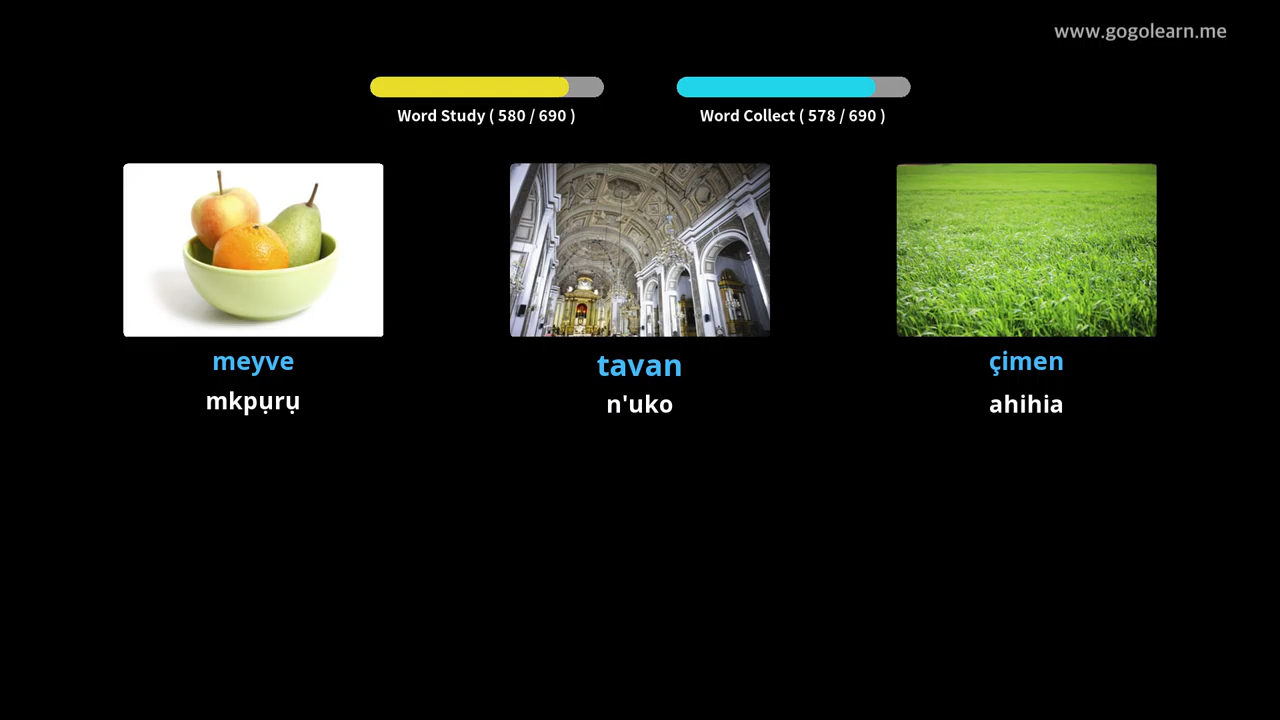 www.gogolearn.me
Word Study ( 580 / 690 )
Word Collect ( 578 / 690 )
meyve
tavan
çimen
mkpụrụ
n'uko
ahihia